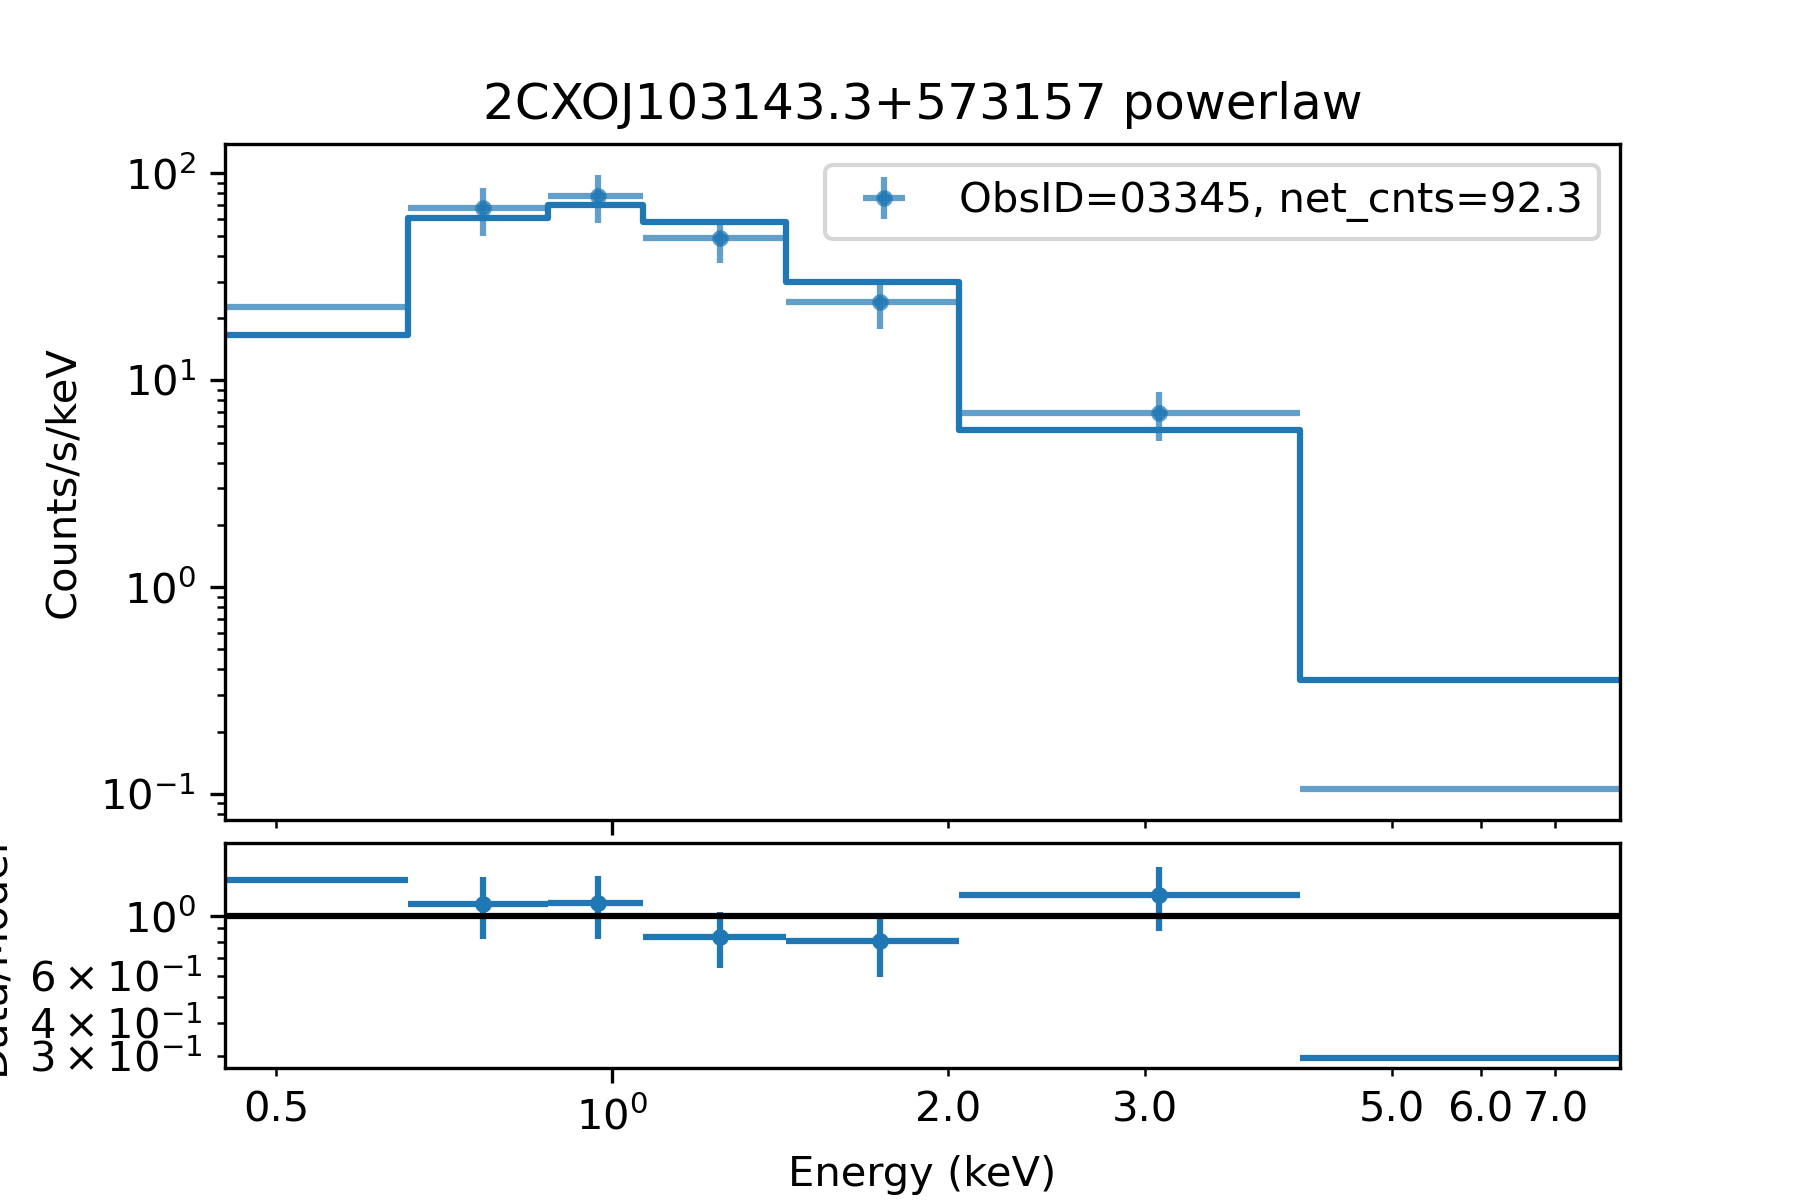 2CXOJ103143.3+573157 powerlaw
ObsID=03345, net_cnts=92.3
Counts/s/keV
10²
10¹
10⁰
10⁻¹
10⁰
6×10⁻¹
4×10⁻¹
3×10⁻¹
0.5 10⁰ 2.0 3.0 5.0 6.0 7.0
Energy (keV)